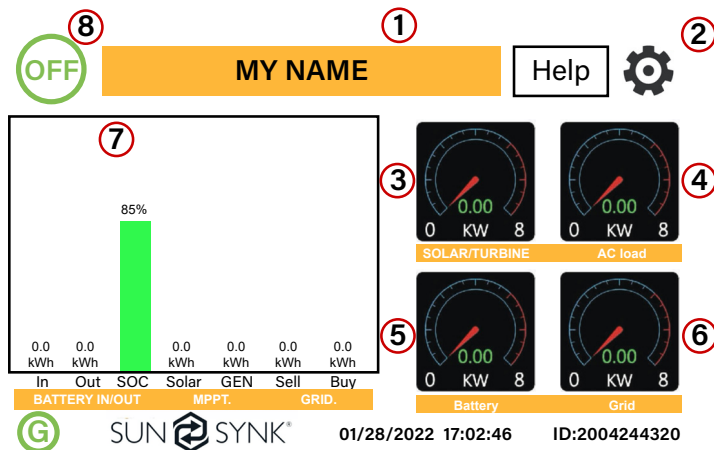 8
1
2
OFF
MY NAME
Help
7
85%
0.0 0.0 0.0 0.0 0.0 0.0
kWh kWh kWh kWh kWh kWh
In Out SOC Solar GEN Sell Buy
BATTERY IN/OUT MPPT. GRID.
3
0.00
0 KW 8
SOLAR/TURBINE
4
0.00
0 KW 8
AC load
5
0.00
0 KW 8
Battery
6
0.00
0 KW 8
Grid
G
SUN SYNK®
01/28/2022 17:02:46 ID:2004244320